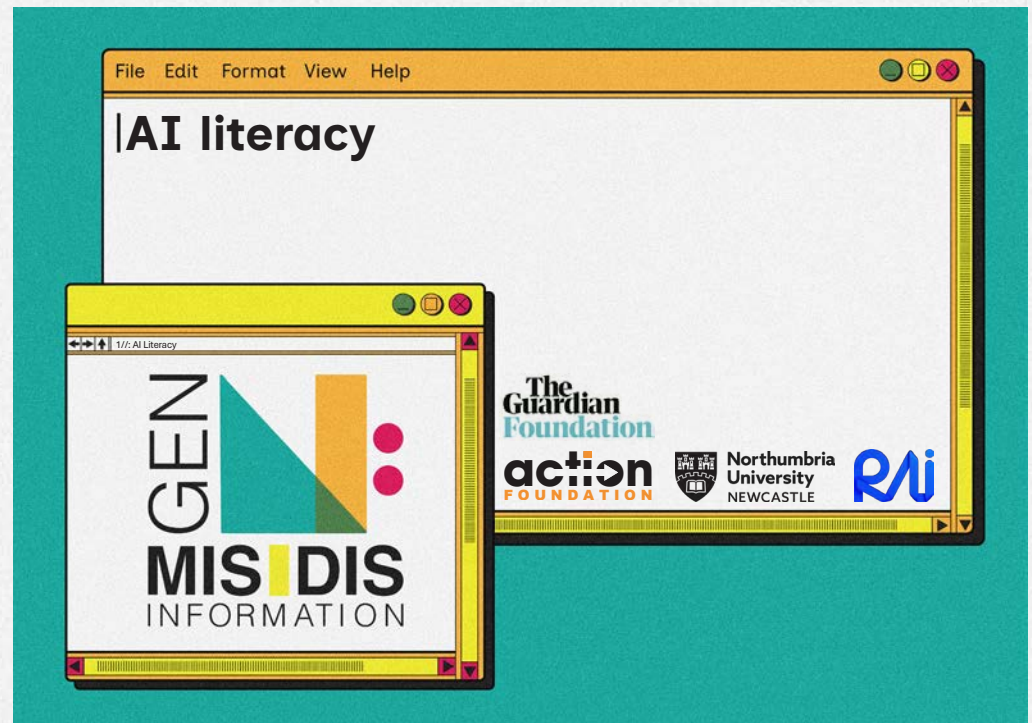 File Edit Format View Help
AI literacy
1//: AI Literacy
GEN
MIS DIS
INFORMATION
The
Guardian
Foundation
action
FOUNDATION
Northumbria
University
NEWCASTLE
RAi